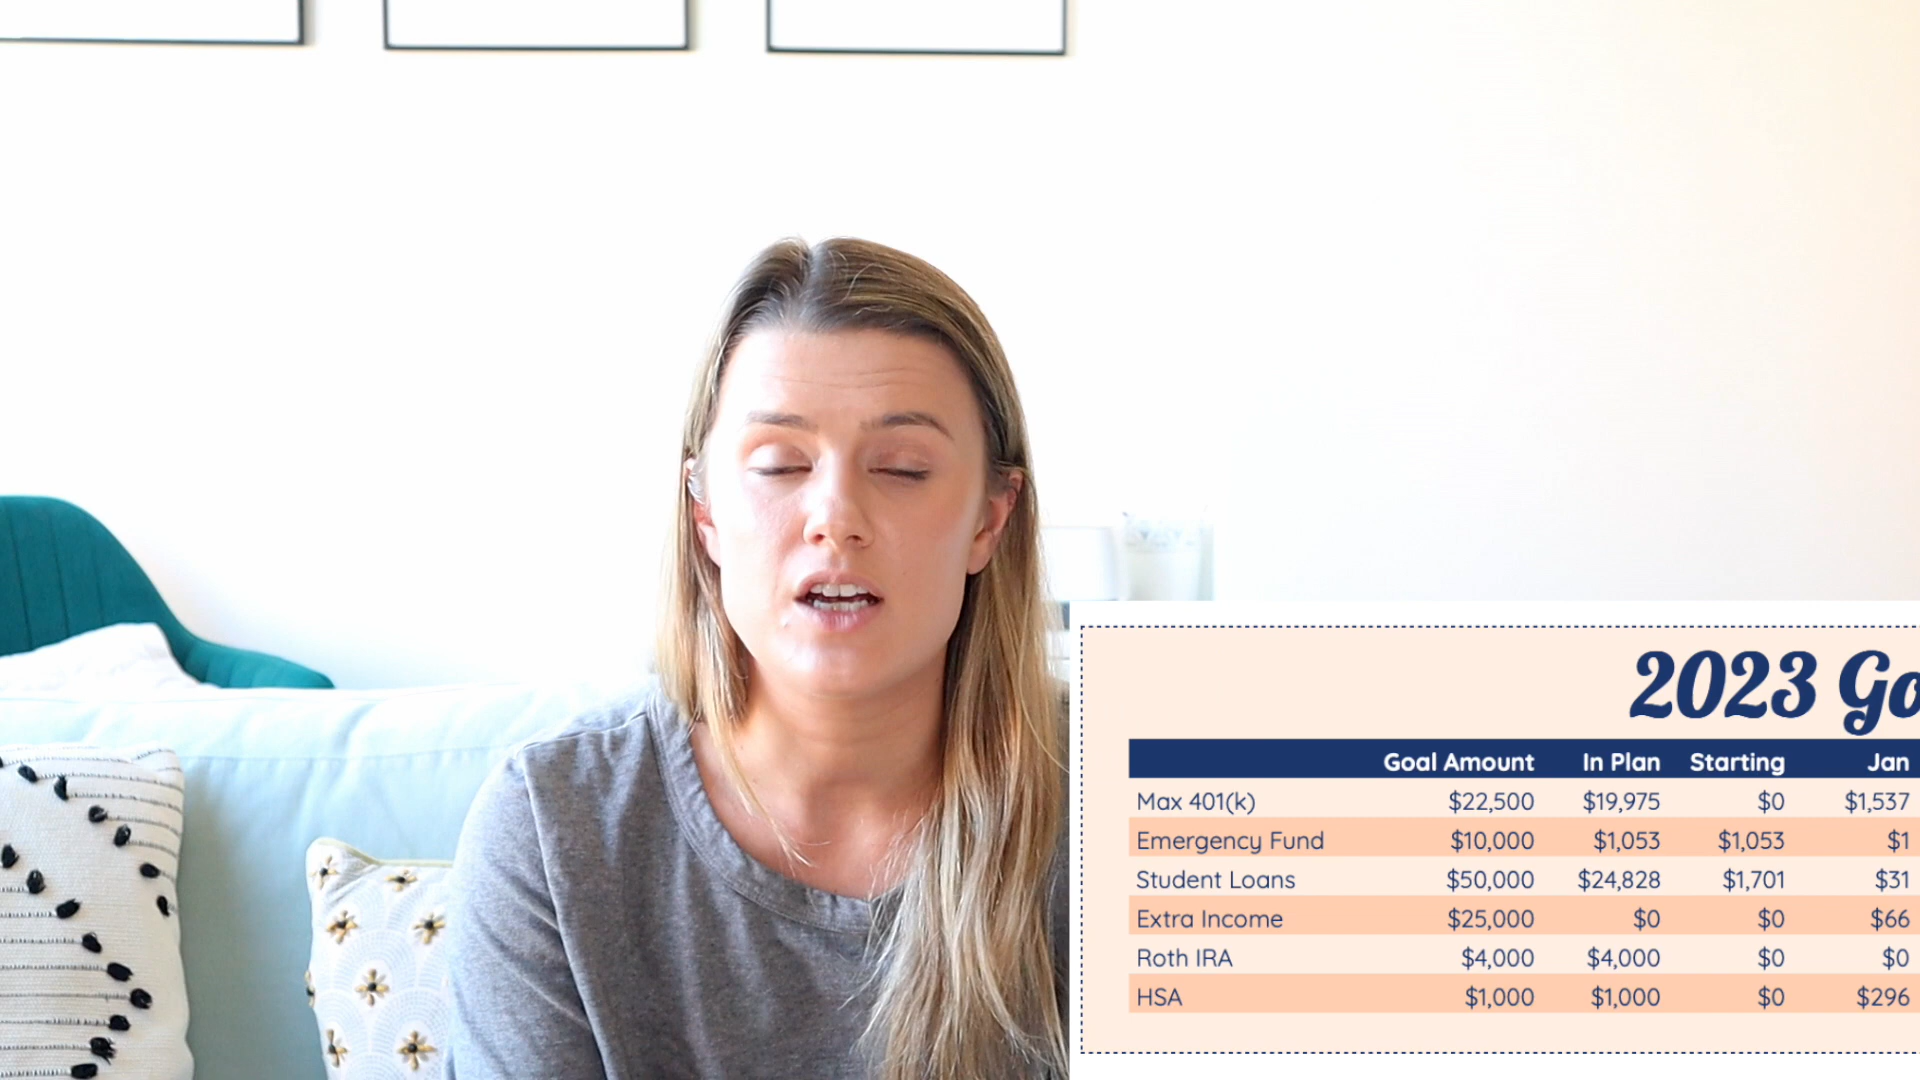 2023 Go
Goal Amount In Plan Starting Jan
Max 401(k) $22,500 $19,975 $0 $1,537
Emergency Fund $10,000 $1,053 $1,053 $1
Student Loans $50,000 $24,828 $1,701 $31
Extra Income $25,000 $0 $0 $66
Roth IRA $4,000 $4,000 $0 $0
HSA $1,000 $1,000 $0 $296